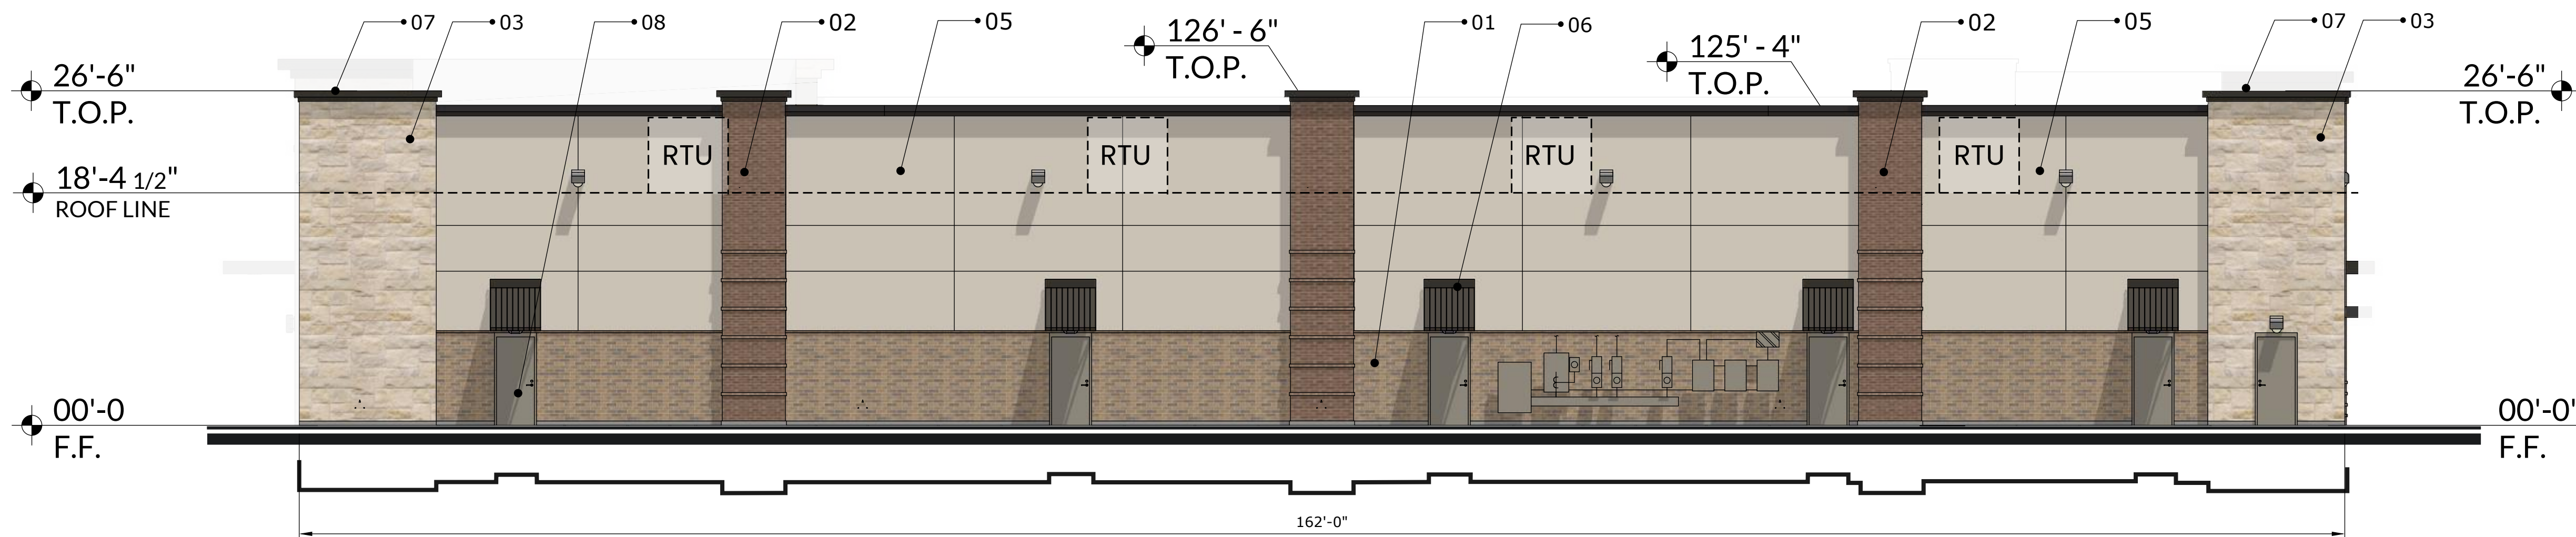 07
03
08
02
05
126' - 6"
T.O.P.
01
06
125' - 4"
T.O.P.
02
05
07
03
26'-6"
T.O.P.
26'-6"
T.O.P.
18'-4 1/2"
ROOF LINE
RTU
RTU
RTU
RTU
00'-0
F.F.
00'-0'
F.F.
162'-0"